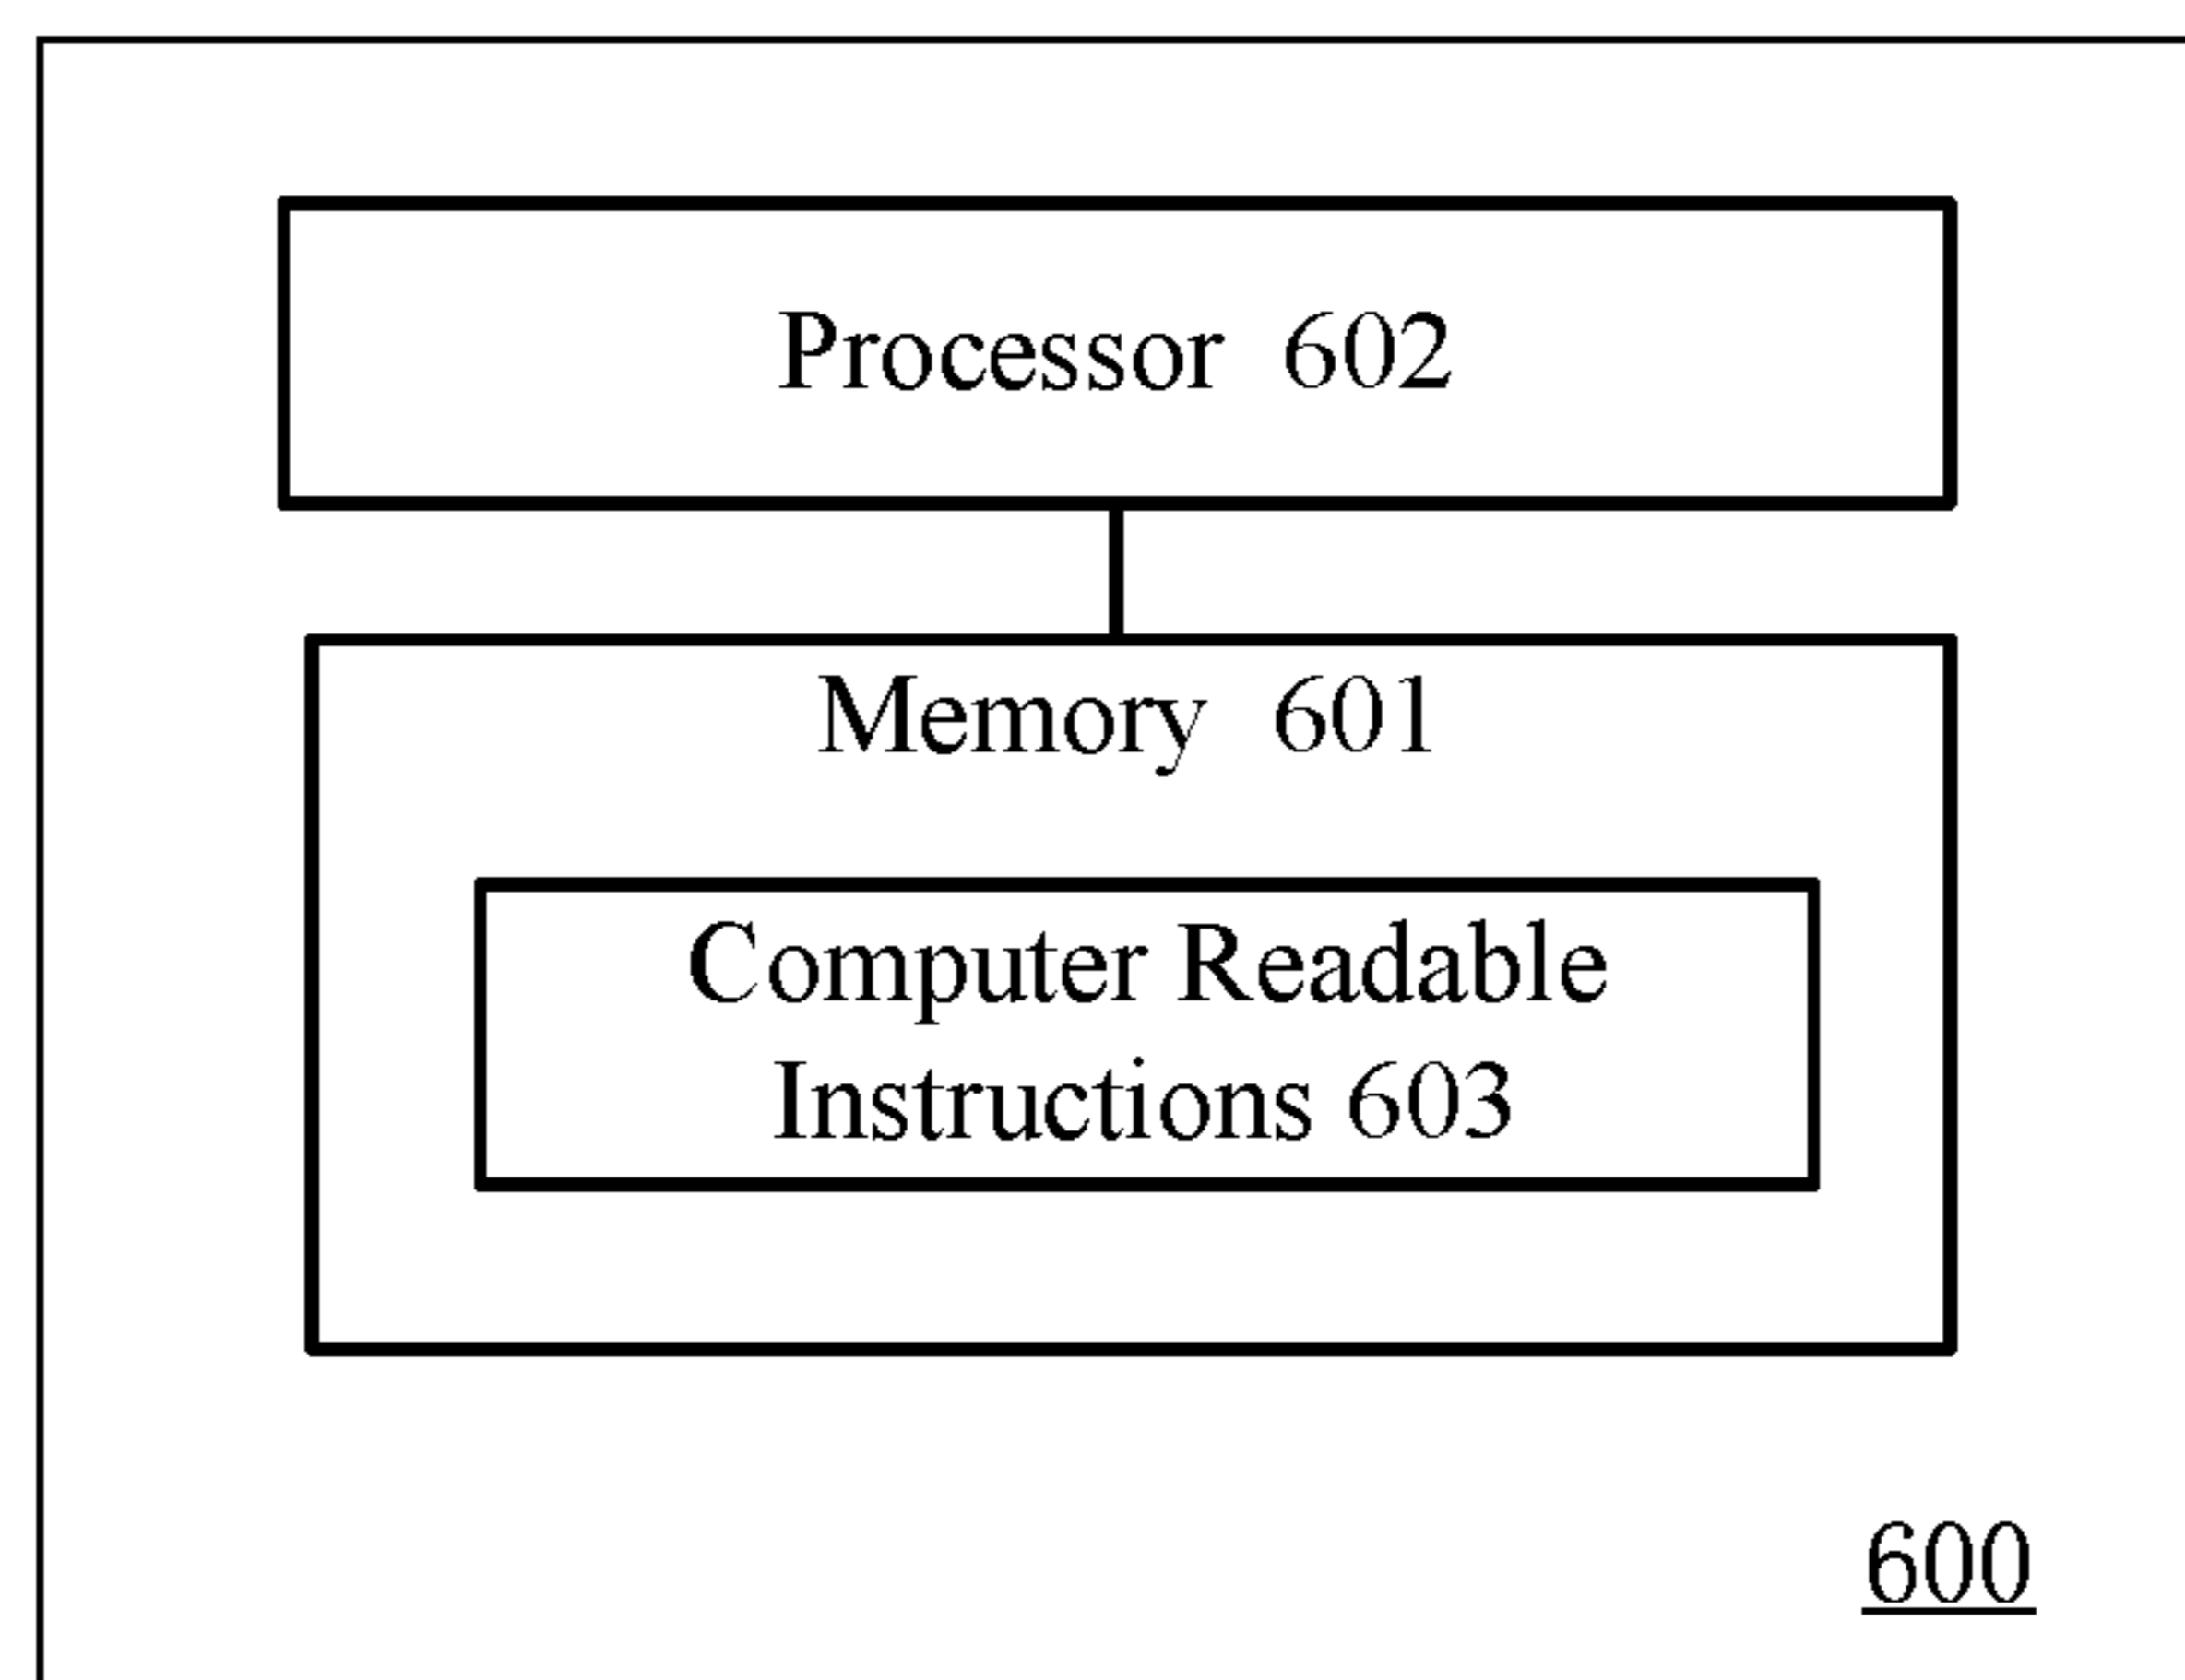 Processor 602
Memory 601
Computer Readable
Instructions 603
600